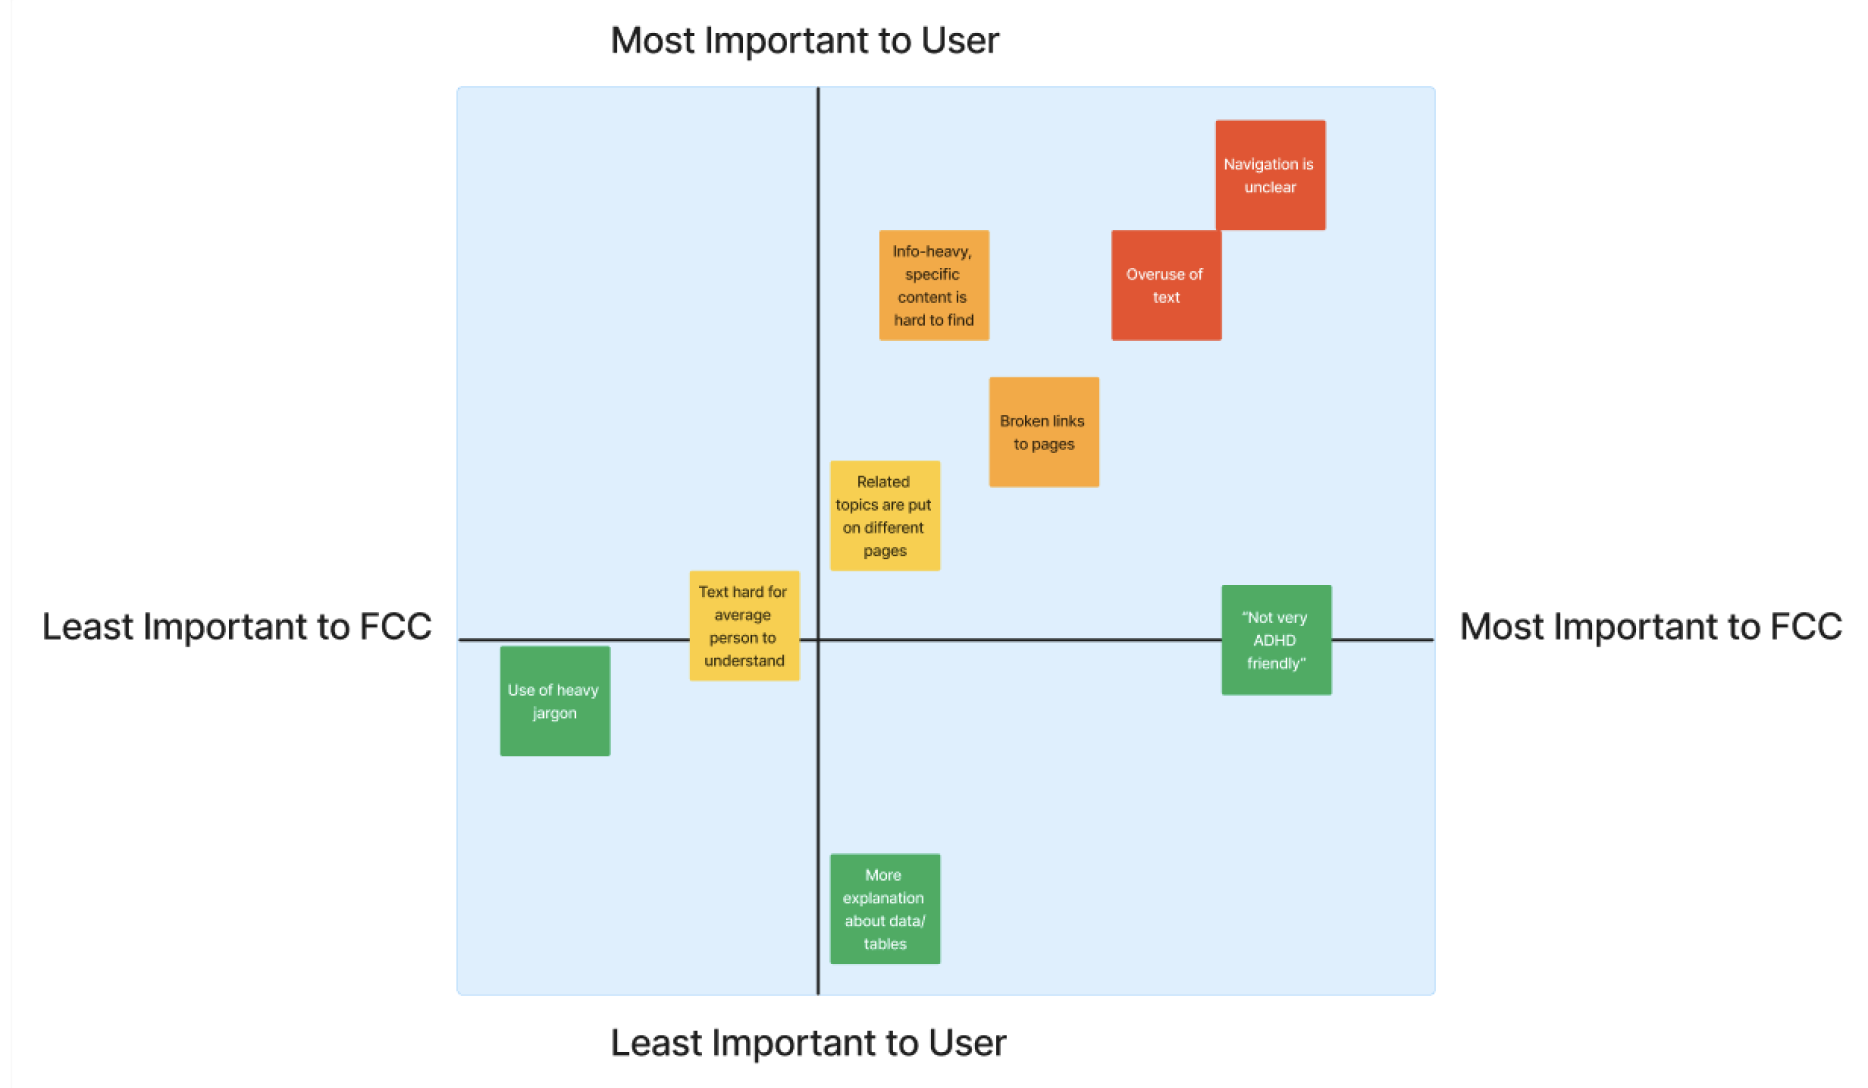 Most Important to User
Navigation is
unclear
Info-heavy,
specific
content is
hard to find
Overuse of
text
Broken links
to pages
Related
topics are put
on different
pages
Text hard for
average
person to
understand
Least Important to FCC
Most Important to FCC
“Not very
ADHD
friendly”
Use of heavy
jargon
More
explanation
about data/
tables
Least Important to User